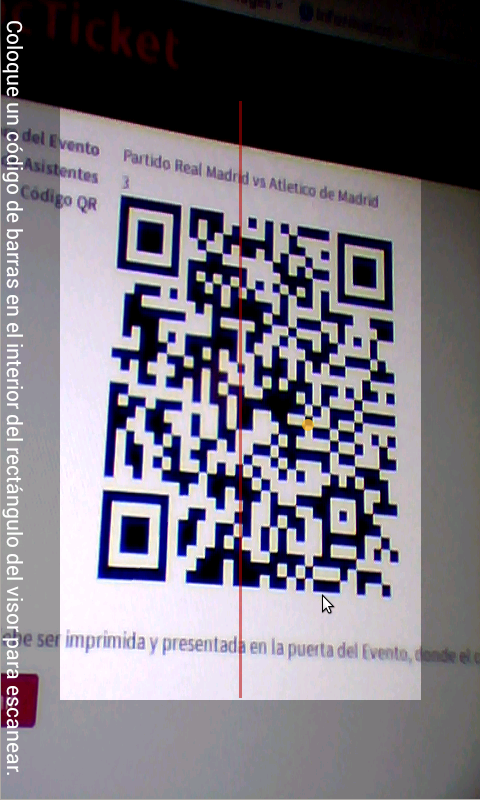 Ticket
del Evento
Partido Real Madrid vs Atletico de Madrid
Asistentes
3
Código QR
ser imprimida y presentada en la puerta del Evento, donde el
Coloque un código de barras en el interior del rectángulo del visor para escanear.